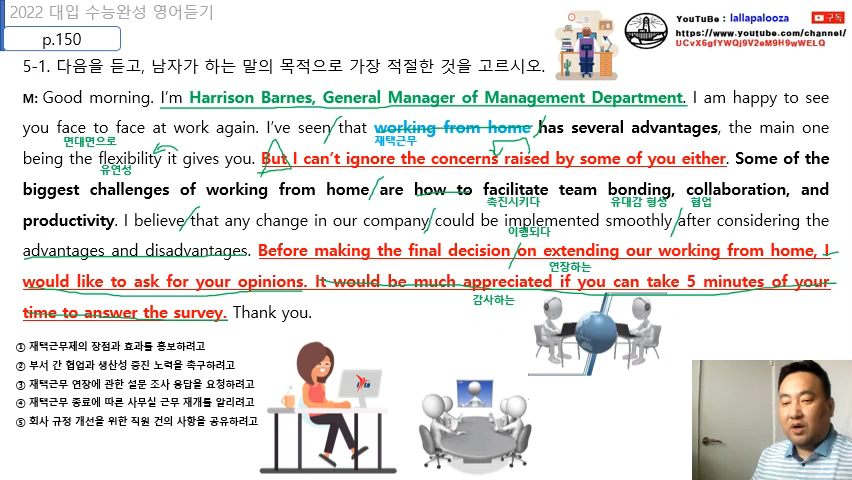 2022 대입 수능완성 영어듣기
p.150
YouTuBe : lallapalooza
구독
https://www.youtube.com/channel/
UCvX6gfYWQj9V2eM9H9wWELQ
5-1. 다음을 듣고, 남자가 하는 말의 목적으로 가장 적절한 것을 고르시오.
M: Good morning. I'm Harrison Barnes, General Manager of Management Department. I am happy to see
you face to face at work again. I've seen that working from home has several advantages, the main one
면대면으로
재택근무
being the flexibility it gives you. But I can't ignore the concerns raised by some of you either. Some of the
유연성
biggest challenges of working from home are how to facilitate team bonding, collaboration, and
촉진시키다
유대감 형성
협업
productivity. I believe that any change in our company could be implemented smoothly after considering the
이행되다
advantages and disadvantages. Before making the final decision on extending our working from home, I
연장하는
would like to ask for your opinions. It would be much appreciated if you can take 5 minutes of your
감사하는
time to answer the survey. Thank you.
① 재택근무제의 장점과 효과를 홍보하려고
② 부서 간 협업과 생산성 증진 노력을 촉구하려고
③ 재택근무 연장에 관한 설문 조사 응답을 요청하려고
④ 재택근무 종료에 따른 사무실 근무 재개를 알리려고
⑤ 회사 규정 개선을 위한 직원 건의 사항을 공유하려고